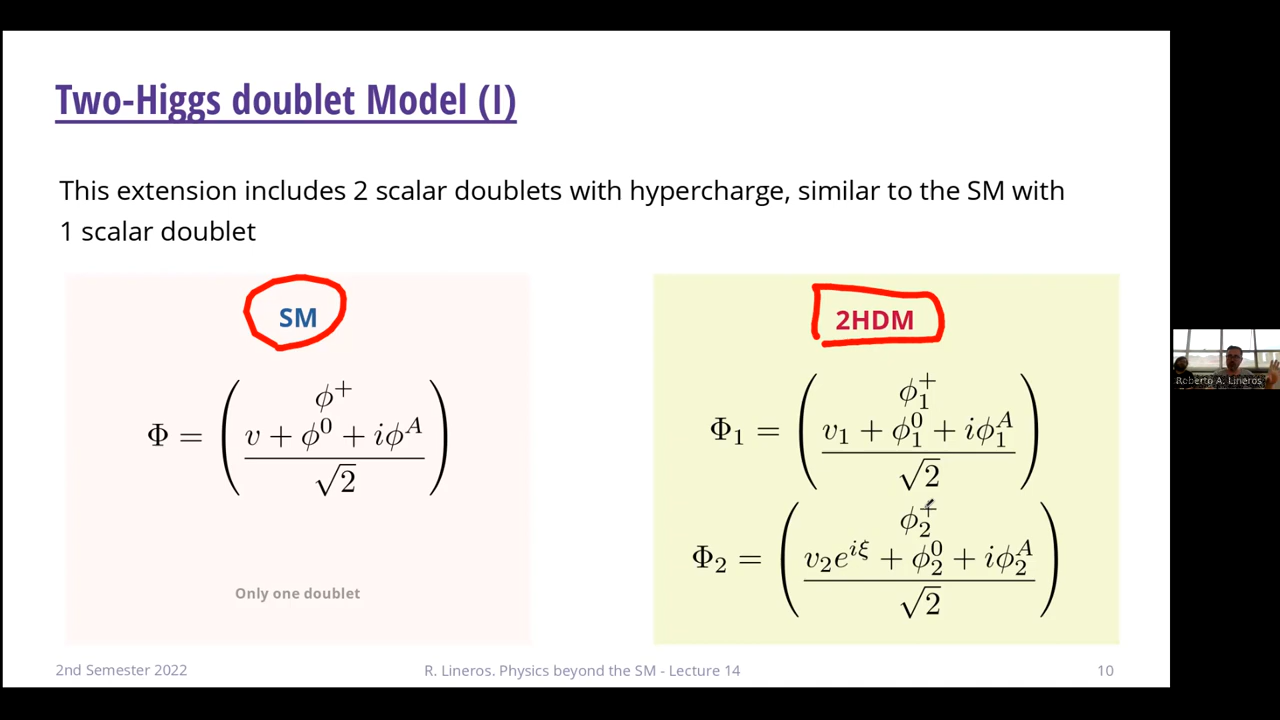 Two-Higgs doublet Model (I)
This extension includes 2 scalar doublets with hypercharge, similar to the SM with
1 scalar doublet
SM
Φ = ( ϕ⁺ / (v + ϕ⁰ + iϕᴬ)/√2 )
Only one doublet
2HDM
Φ₁ = ( ϕ₁⁺ / (v₁ + ϕ₁⁰ + iϕ₁ᴬ)/√2 )
Φ₂ = ( ϕ₂⁺ / (v₂e^{iξ} + ϕ₂⁰ + iϕ₂ᴬ)/√2 )
Roberto A. Lineros
2nd Semester 2022
R. Lineros. Physics beyond the SM - Lecture 14
10